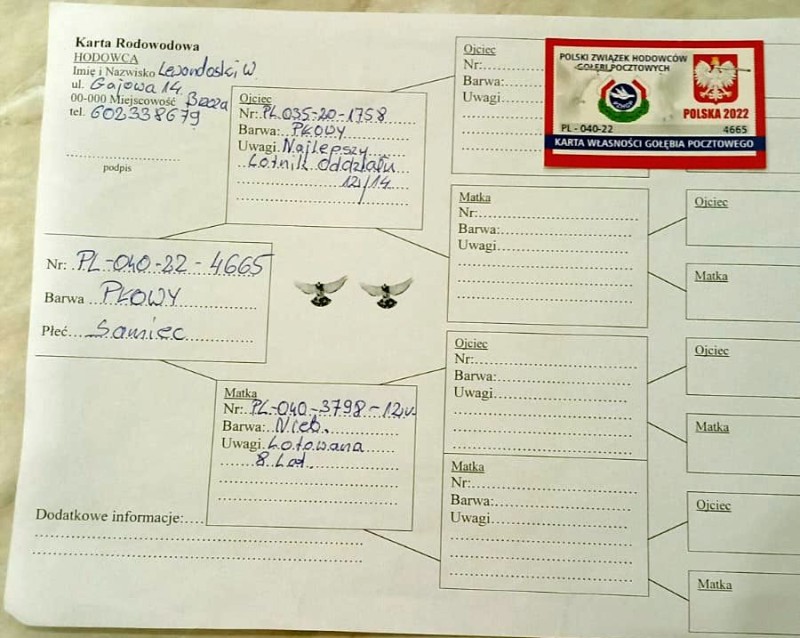 Karta Rodowodowa
HODOWCA
Imię i Nazwisko W.
ul. Gajowa 14
00-000 Miejscowość
tel. 602338679
podpis
Ojciec
Nr: PL 035-20-1758
Barwa: Pkowy
Uwagi Najlepszy
Lotnik oddziału
14
Nr: PL-040-22-4665
Barwa PKOWY
Płeć Samiec
Matka
Nr: PL-040-3798-12
Barwa: Nieb.
Uwagi Lotowana
8 Lat.
Dodatkowe informacje:
Ojciec
Nr:
Barwa:
Uwagi
Matka
Nr:
Barwa:
Uwagi
Ojciec
Nr:
Barwa:
Uwagi
Matka
Nr:
Barwa:
Uwagi
POLSKI ZWIĄZEK HODOWCÓW
GOŁĘBI POCZTOWYCH
POLSKA 2022
PL - 040-22 4665
KARTA WŁASNOŚCI GOŁĘBIA POCZTOWEGO
Ojciec
Matka
Ojciec
Matka
Ojciec
Matka